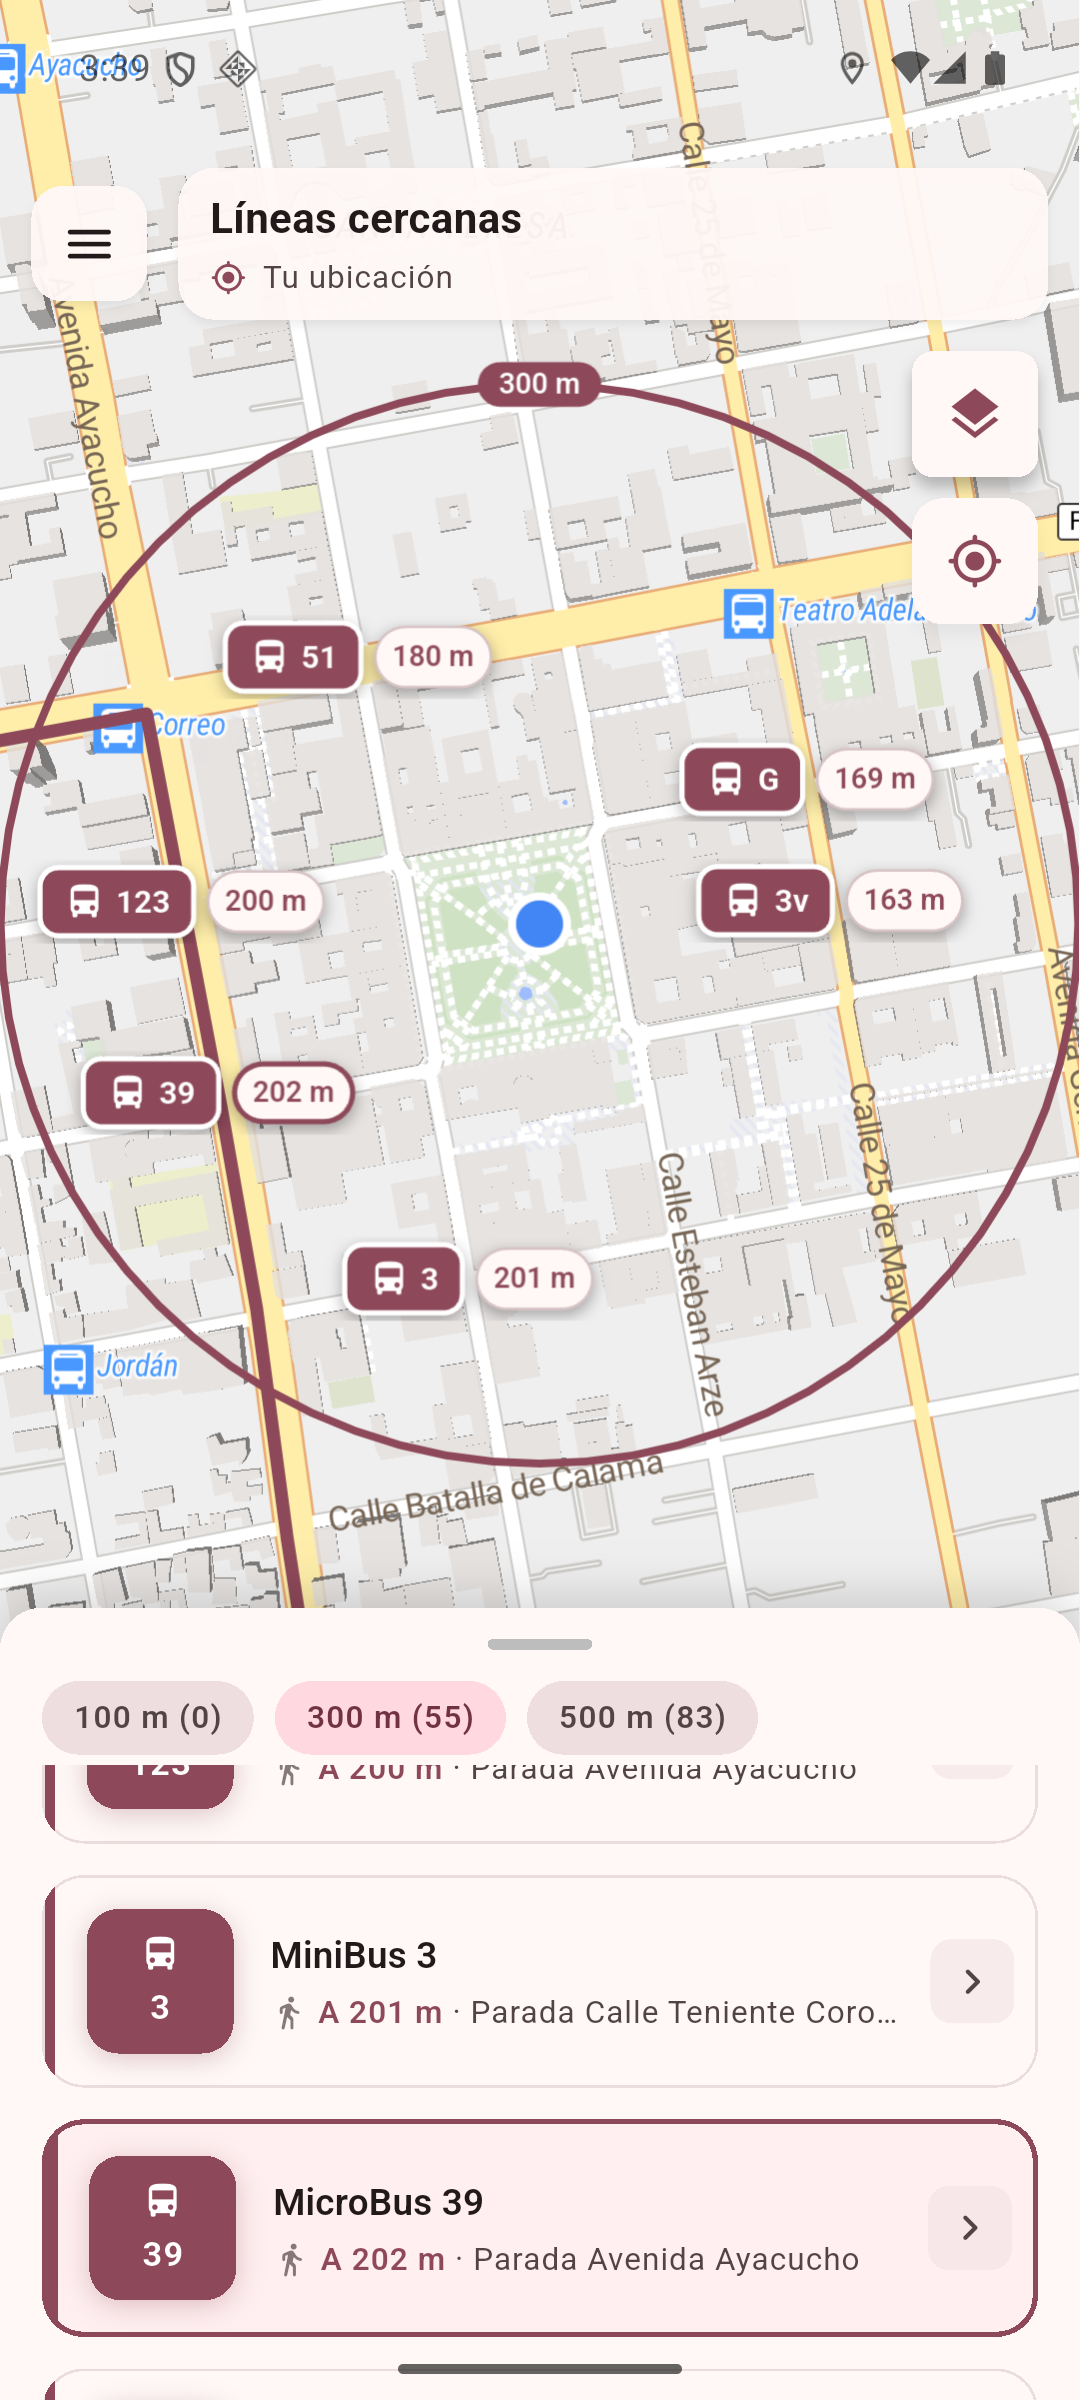 Ayacucho
3:39
Calle 25 de Mayo
Líneas cercanas
Tu ubicación
Avenida Ayacucho
300 m
F
Teatro Adela
51
180 m
Correo
G
169 m
123
200 m
3v
163 m
39
202 m
3
201 m
Calle Esteban Arze
Calle 25 de Mayo
Jordán
Calle Batalla de Calama
100 m (0)
300 m (55)
500 m (83)
123
A 200 m · Parada Avenida Ayacucho
MiniBus 3
3
A 201 m · Parada Calle Teniente Coro...
MicroBus 39
39
A 202 m · Parada Avenida Ayacucho